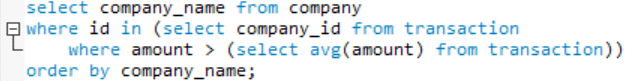 select company_name from company
where id in (select company_id from transaction
where amount > (select avg(amount) from transaction))
order by company_name;